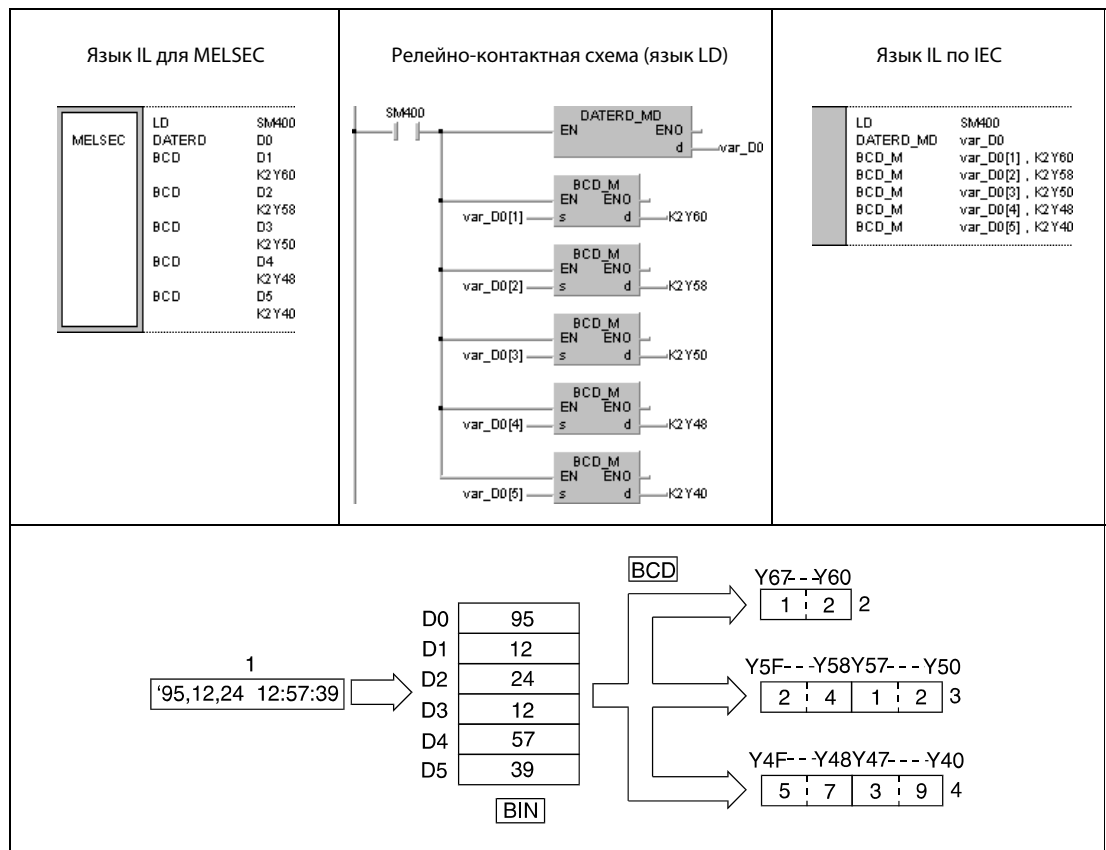 Язык IL для MELSEC
MELSEC
LD SM400
DATERD D0
BCD D1
K2Y60
BCD D2
K2Y58
BCD D3
K2Y50
BCD D4
K2Y48
BCD D5
K2Y40
Релейно-контактная схема (язык LD)
SM400
DATERD_MD
EN ENO
d var_D0
BCD_M
EN ENO
var_D0[1] s d K2Y60
BCD_M
EN ENO
var_D0[2] s d K2Y58
BCD_M
EN ENO
var_D0[3] s d K2Y50
BCD_M
EN ENO
var_D0[4] s d K2Y48
BCD_M
EN ENO
var_D0[5] s d K2Y40
Язык IL по IEC
LD SM400
DATERD_MD var_D0
BCD_M var_D0[1] , K2Y60
BCD_M var_D0[2] , K2Y58
BCD_M var_D0[3] , K2Y50
BCD_M var_D0[4] , K2Y48
BCD_M var_D0[5] , K2Y40
1
'95,12,24 12:57:39
D0 95
D1 12
D2 24
D3 12
D4 57
D5 39
BIN
BCD
Y67---Y60
1 2 2
Y5F---Y58Y57---Y50
2 4 1 2 3
Y4F---Y48Y47----Y40
5 7 3 9 4